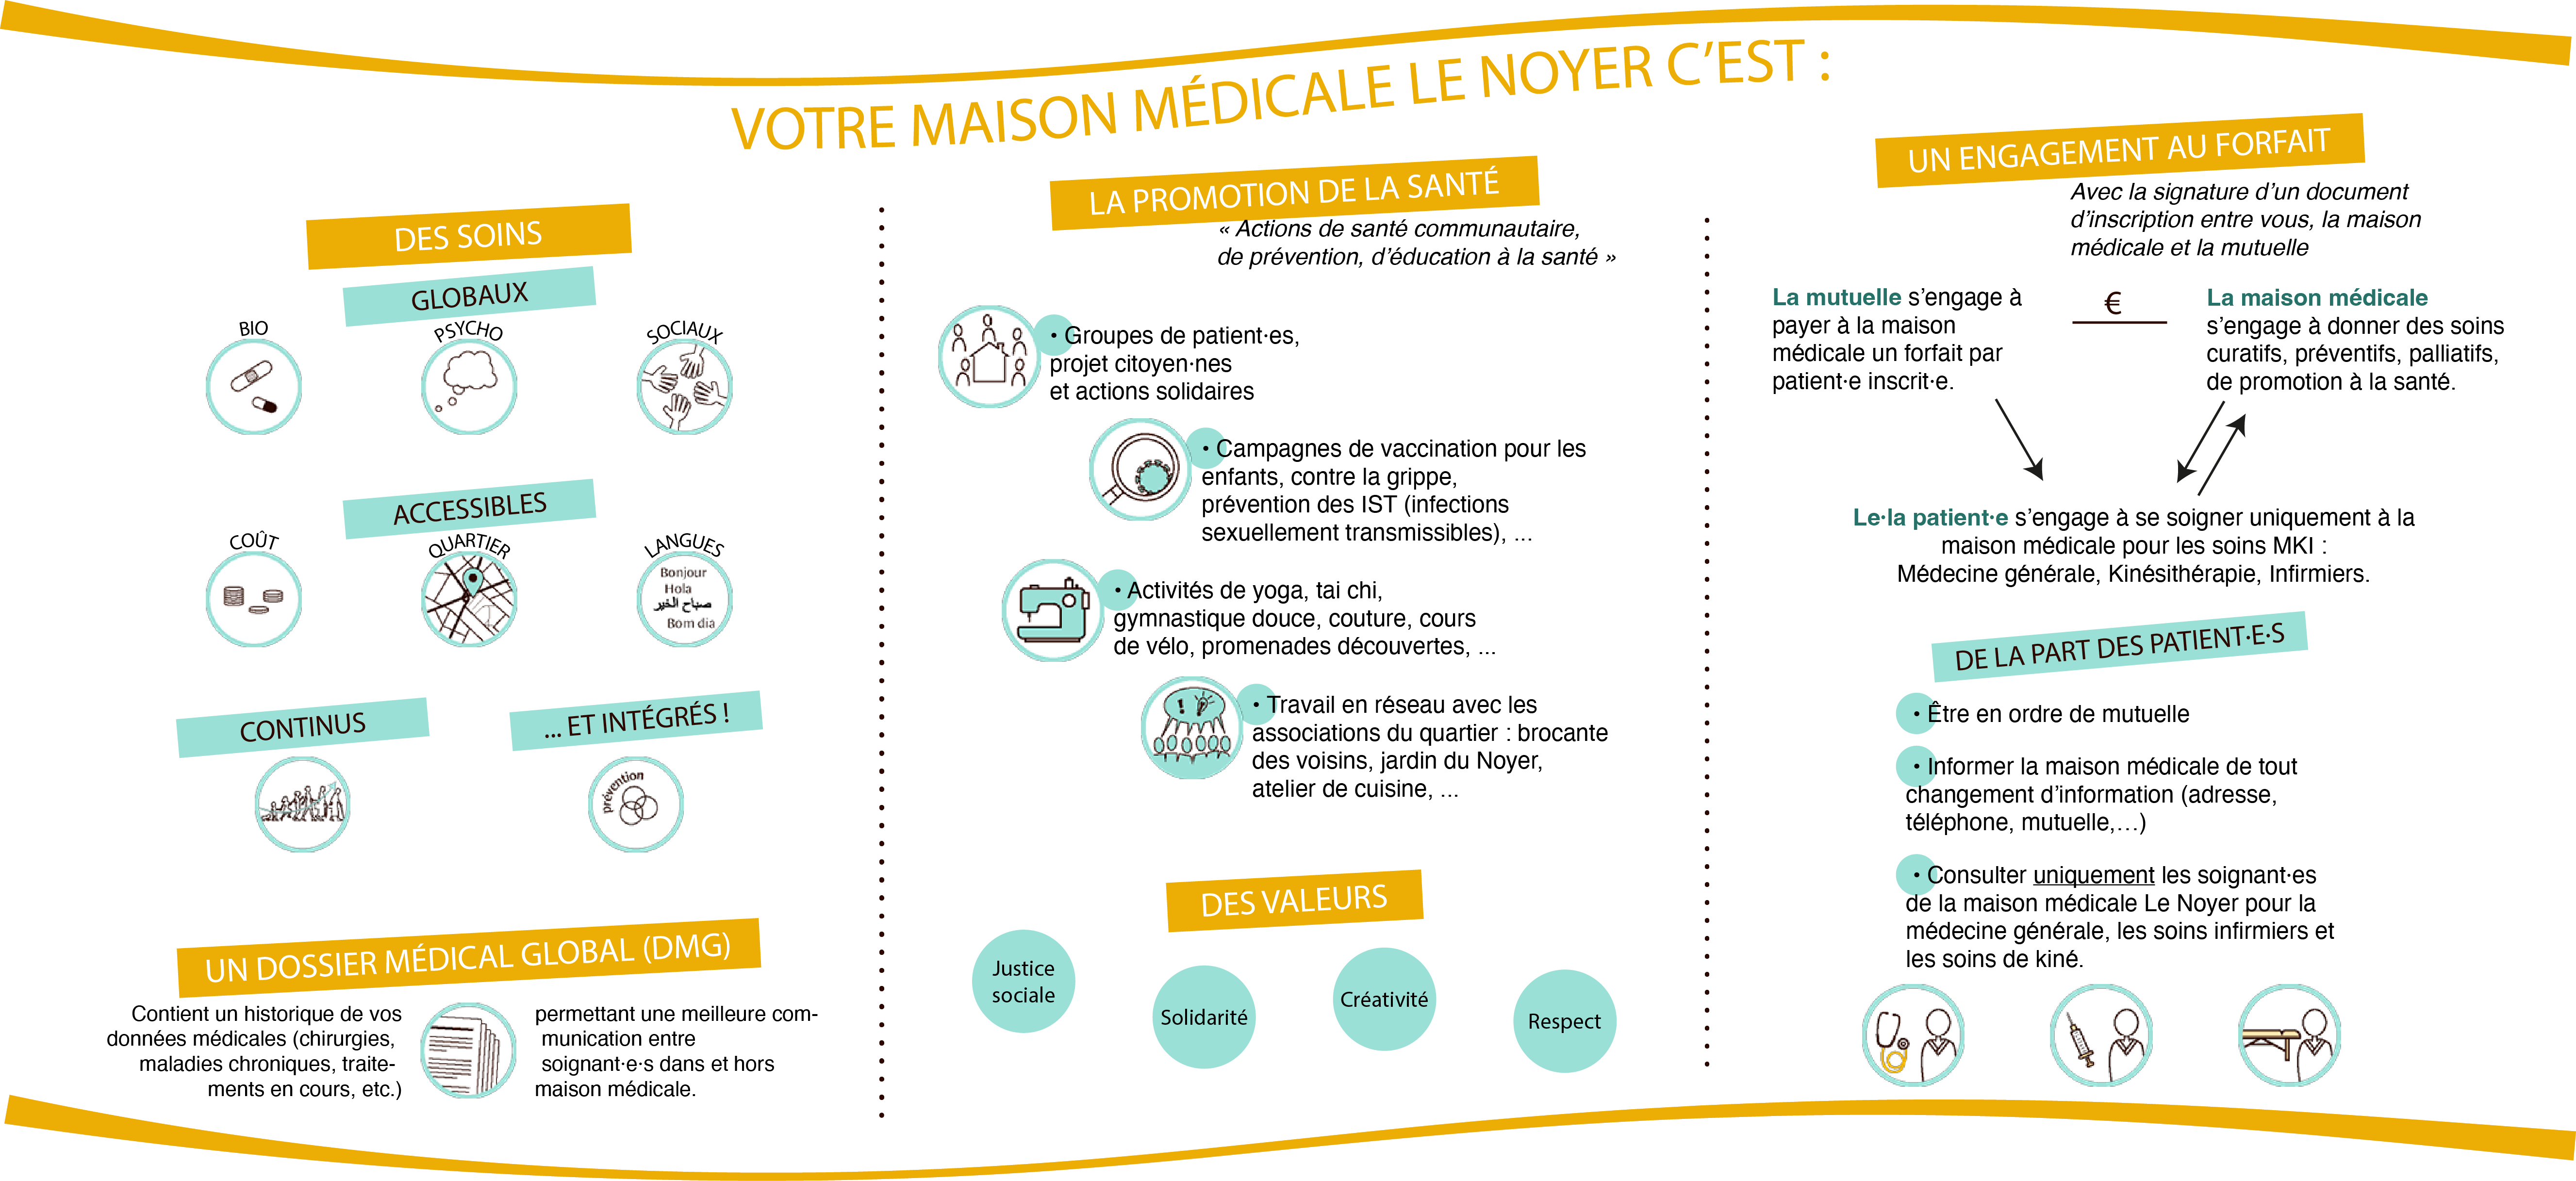 VOTRE MAISON MÉDICALE LE NOYER C’EST :
DES SOINS
GLOBAUX
BIO
PSYCHO
SOCIAUX
ACCESSIBLES
COÛT
QUARTIER
LANGUES
Bonjour
Hola
صباح الخير
Bom dia
CONTINUS
... ET INTÉGRÉS !
prévention
UN DOSSIER MÉDICAL GLOBAL (DMG)
Contient un historique de vos
données médicales (chirurgies,
maladies chroniques, traite-
ments en cours, etc.)
permettant une meilleure com-
munication entre
soignant·e·s dans et hors
maison médicale.
LA PROMOTION DE LA SANTÉ
« Actions de santé communautaire,
de prévention, d’éducation à la santé »
• Groupes de patient·es,
projet citoyen·nes
et actions solidaires
• Campagnes de vaccination pour les
enfants, contre la grippe,
prévention des IST (infections
sexuellement transmissibles), ...
• Activités de yoga, tai chi,
gymnastique douce, couture, cours
de vélo, promenades découvertes, ...
!
• Travail en réseau avec les
associations du quartier : brocante
des voisins, jardin du Noyer,
atelier de cuisine, ...
DES VALEURS
Justice
sociale
Solidarité
Créativité
Respect
UN ENGAGEMENT AU FORFAIT
Avec la signature d’un document
d’inscription entre vous, la maison
médicale et la mutuelle
La mutuelle s’engage à
payer à la maison
médicale un forfait par
patient·e inscrit·e.
€
La maison médicale
s’engage à donner des soins
curatifs, préventifs, palliatifs,
de promotion à la santé.
Le·la patient·e s’engage à se soigner uniquement à la
maison médicale pour les soins MKI :
Médecine générale, Kinésithérapie, Infirmiers.
DE LA PART DES PATIENT·E·S
• Être en ordre de mutuelle
• Informer la maison médicale de tout
changement d’information (adresse,
téléphone, mutuelle,…)
• Consulter uniquement les soignant·es
de la maison médicale Le Noyer pour la
médecine générale, les soins infirmiers et
les soins de kiné.